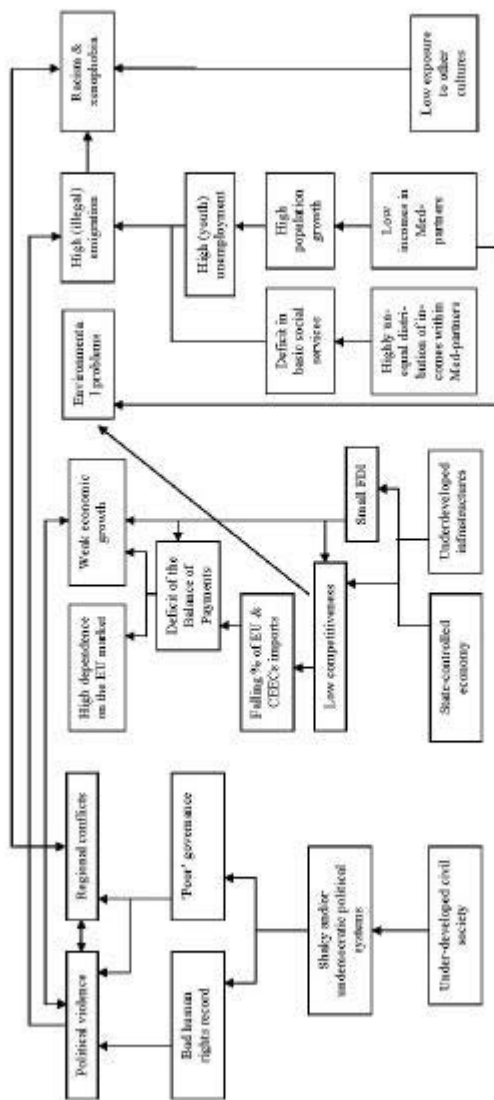 Political violence
Regional conflicts
High dependence
on the EU market
Weak economic
growth
Environmenta
l problems
High (illegal)
emigration
Racism &
xenophobia
Bad human
rights record
'Poor' governance
Deficit of the
Balance of
Payments
Falling % of EU &
CEECs imports
High (youth)
unemployment
Deficit in
basic social
services
High
population
growth
Shaky and/or
undemocratic political
systems
Low competitiveness
Small FDI
Highly un-
equal distri-
bution of in-
comes within
Med-partners
Low
incomes in
Med-
partners
Low exposure
to other
cultures
Under-developed civil
society
State-controlled
economy
Underdeveloped
infrastructures